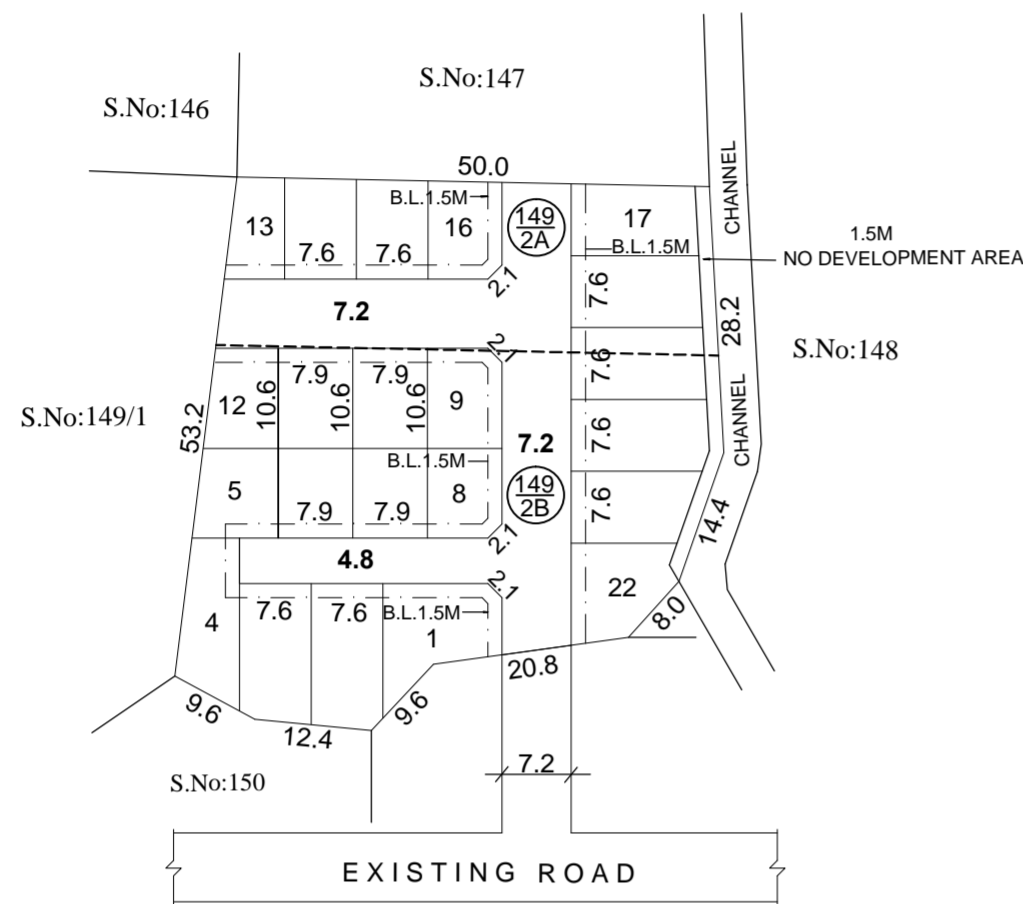 S.No:147
S.No:146
50.0
B.L.1.5M
13
16
149
2A
17
7.6
7.6
B.L.1.5M
CHANNEL
1.5M
NO DEVELOPMENT AREA
2.1
7.6
7.2
28.2
2.1
S.No:148
7.6
7.9
7.9
12
10.6
10.6
10.6
9
CHANNEL
S.No:149/1
53.2
7.6
7.2
B.L.1.5M
5
8
149
2B
7.6
7.9
7.9
14.4
2.1
4.8
2.1
22
4
7.6
7.6
B.L.1.5M
8.0
1
20.8
9.6
9.6
12.4
7.2
S.No:150
EXISTING ROAD